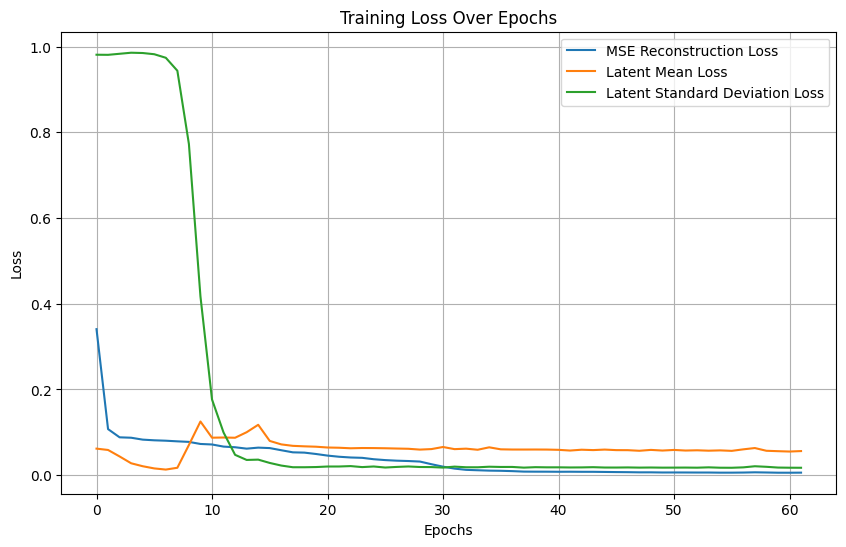 Training Loss Over Epochs
MSE Reconstruction Loss
Latent Mean Loss
Latent Standard Deviation Loss
Loss
1.0
0.8
0.6
0.4
0.2
0.0
0 10 20 30 40 50 60
Epochs